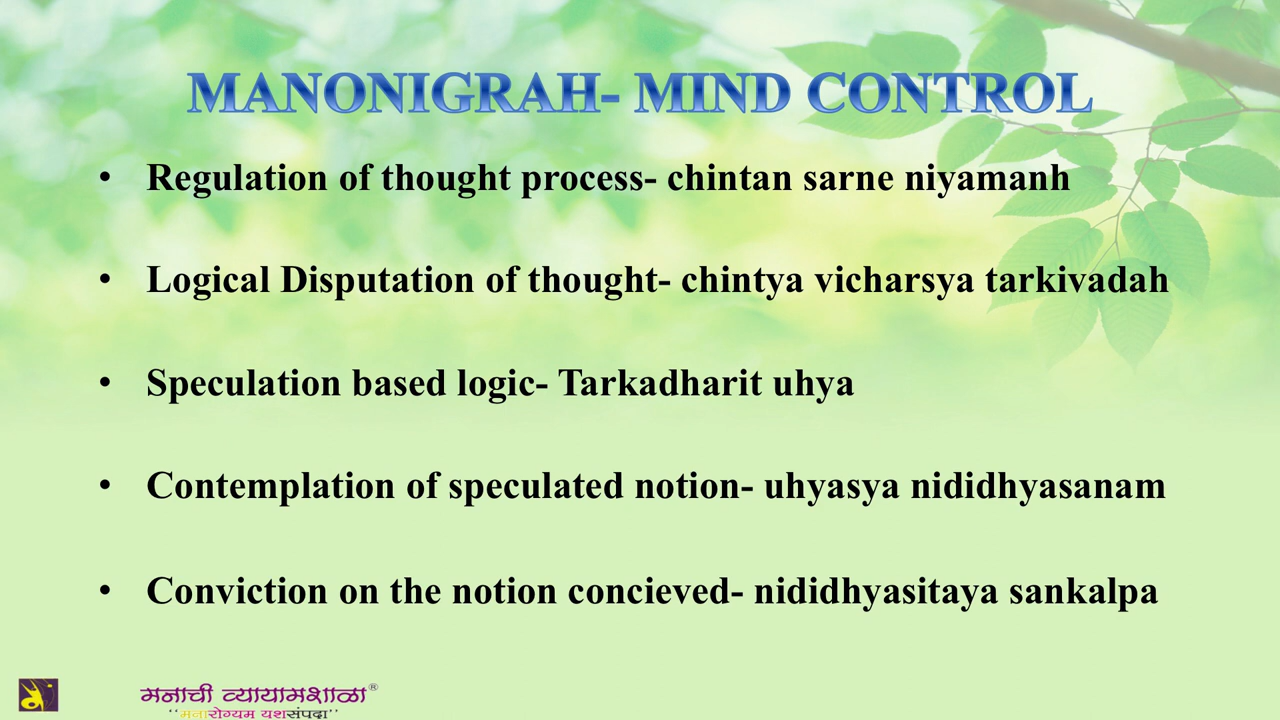 MANONIGRAH- MIND CONTROL
• Regulation of thought process- chintan sarne niyamanh
• Logical Disputation of thought- chintya vicharsya tarkivadah
• Speculation based logic- Tarkadharit uhya
• Contemplation of speculated notion- uhyasya nididhyasanam
• Conviction on the notion concieved- nididhyasitaya sankalpa
मनाची व्यायामशाळा®
‘‘मनारोग्यम यशसंपदा’’